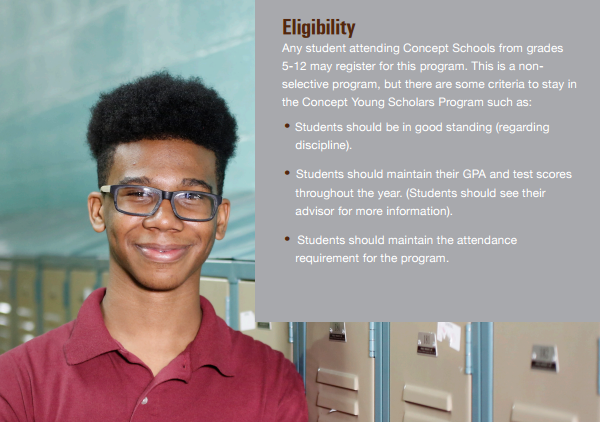 Eligibility
Any student attending Concept Schools from grades
5-12 may register for this program. This is a non-
selective program, but there are some criteria to stay in
the Concept Young Scholars Program such as:
• Students should be in good standing (regarding
discipline).
• Students should maintain their GPA and test scores
throughout the year. (Students should see their
advisor for more information).
• Students should maintain the attendance
requirement for the program.